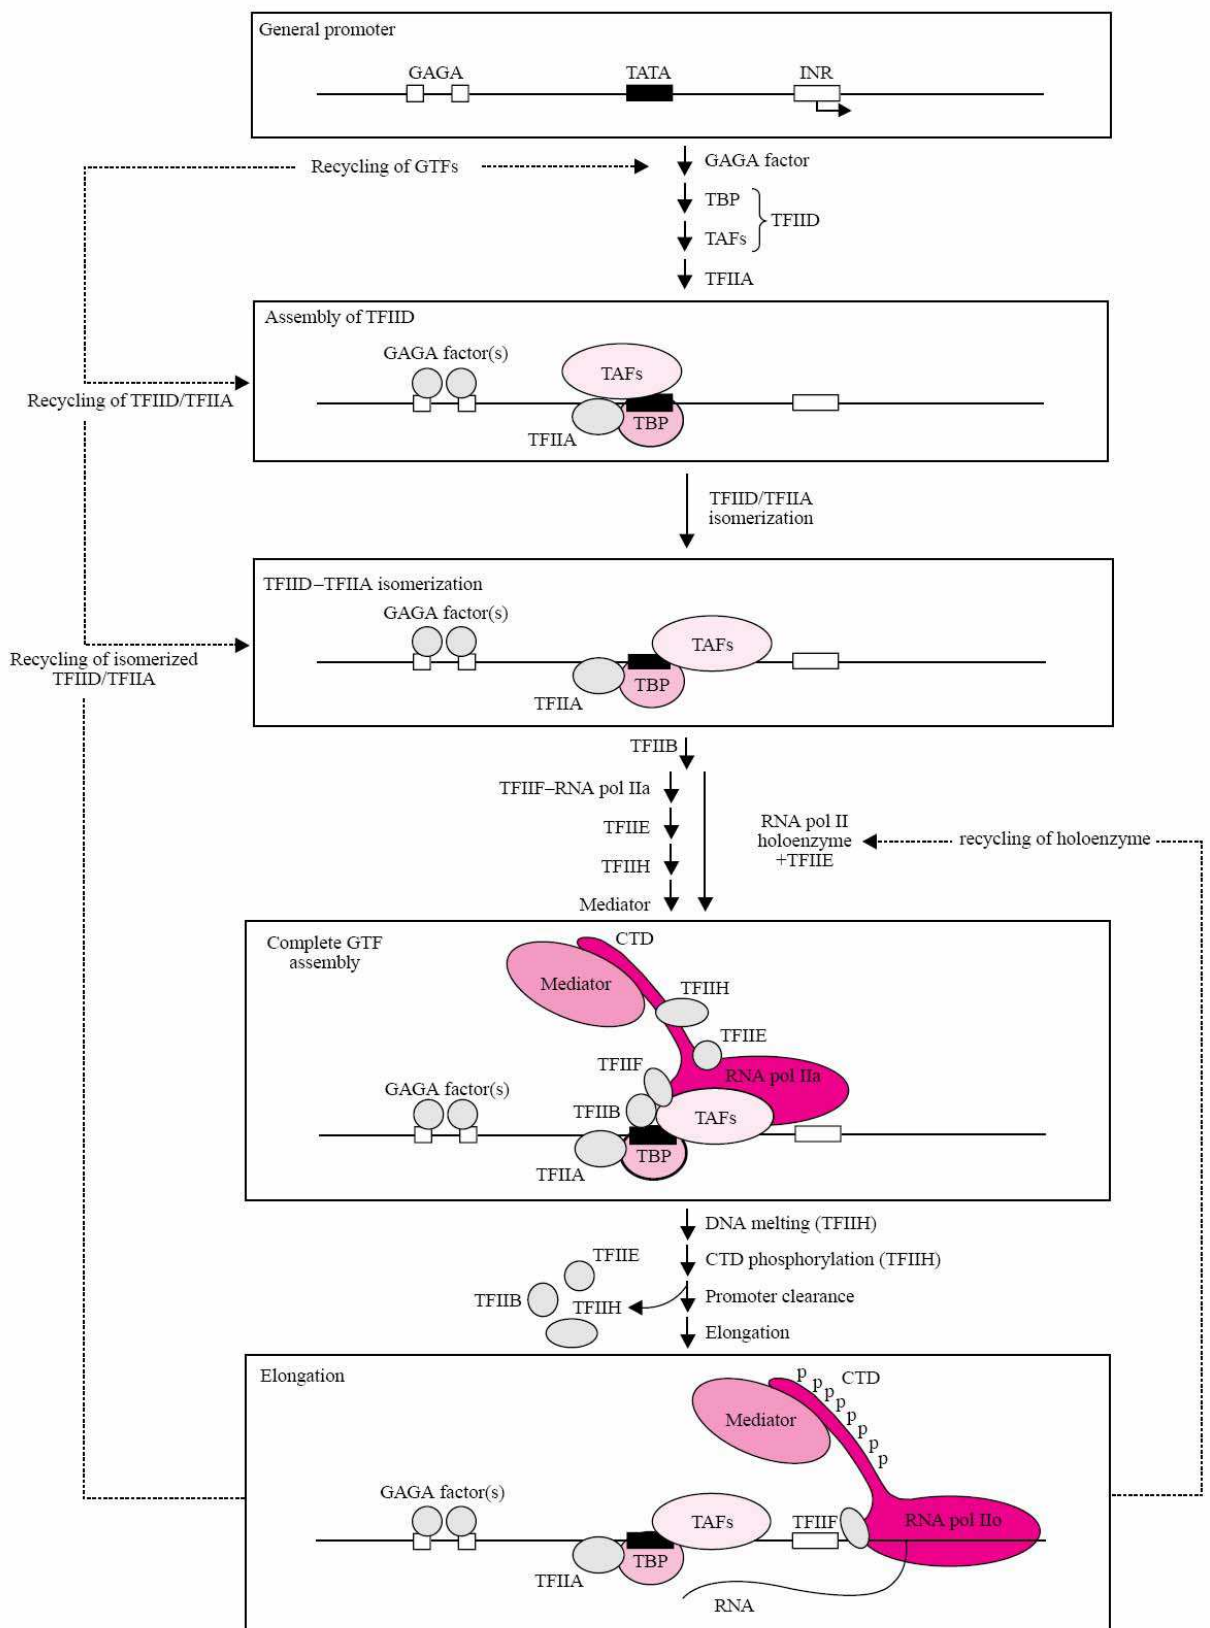 General promoter
GAGA
TATA
INR
Recycling of GTFs
GAGA factor
TBP
TAFs
TFIID
TFIIA
Assembly of TFIID
GAGA factor(s)
TAFs
TBP
TFIIA
Recycling of TFIID/TFIIA
TFIID/TFIIA
isomerization
TFIID–TFIIA isomerization
GAGA factor(s)
TAFs
TBP
TFIIA
Recycling of isomerized
TFIID/TFIIA
TFIIB
TFIIF–RNA pol IIa
TFIIE
TFIIH
Mediator
RNA pol II
holoenzyme
+TFIIE
recycling of holoenzyme
Complete GTF
assembly
CTD
Mediator
TFIIH
TFIIE
TFIIF
RNA pol IIa
GAGA factor(s)
TFIIB
TAFs
TBP
TFIIA
DNA melting (TFIIH)
CTD phosphorylation (TFIIH)
Promoter clearance
Elongation
TFIIE
TFIIB
TFIIH
Elongation
P
P
P
P
P
P
P
P
CTD
Mediator
GAGA factor(s)
TAFs
TFIIF
RNA pol IIo
TBP
TFIIA
RNA